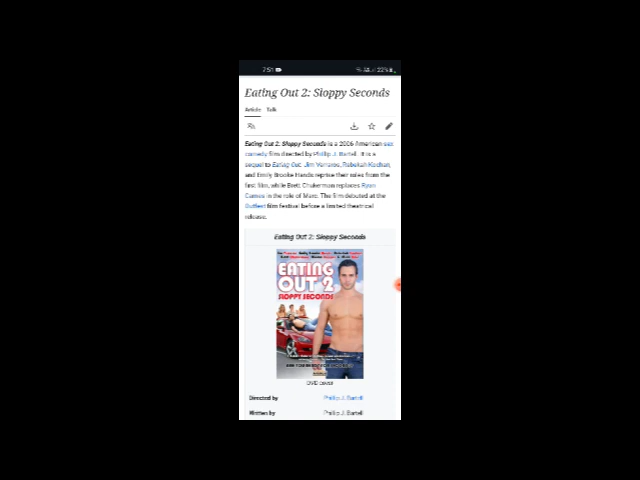 7:51
22%
Eating Out 2: Sloppy Seconds
Article Talk
Eating Out 2: Sloppy Seconds is a 2006 American sex
comedy film directed by Phillip J. Bartell. It is a
sequel to Eating Out. Jim Verraros, Rebekah Kochan,
and Emily Brooke Hands reprise their roles from the
first film, while Brett Chukerman replaces Ryan
Carnes in the role of Marc. The film debuted at the
Outfest film festival before a limited theatrical
release.
Eating Out 2: Sloppy Seconds
EATING
OUT 2
SLOPPY SECONDS
DVD cover
Directed by Phillip J. Bartell
Written by Phillip J. Bartell